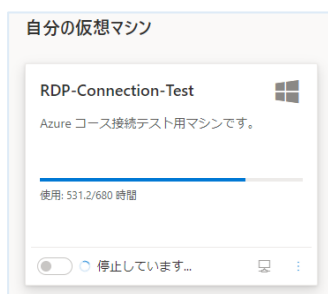 自分の仮想マシン
RDP-Connection-Test
Azure コース接続テスト用マシンです。
使用: 531.2/680 時間
停止しています...